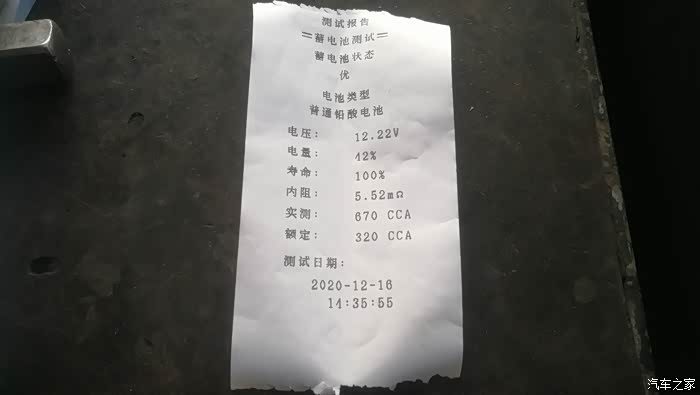 测试报告
=蓄电池测试=
蓄电池状态
优
电池类型
普通铅酸电池
电压: 12.22V
电量: 42%
寿命: 100%
内阻: 5.52mΩ
实测: 670 CCA
额定: 320 CCA
测试日期:
2020-12-16
14:35:55
汽车之家